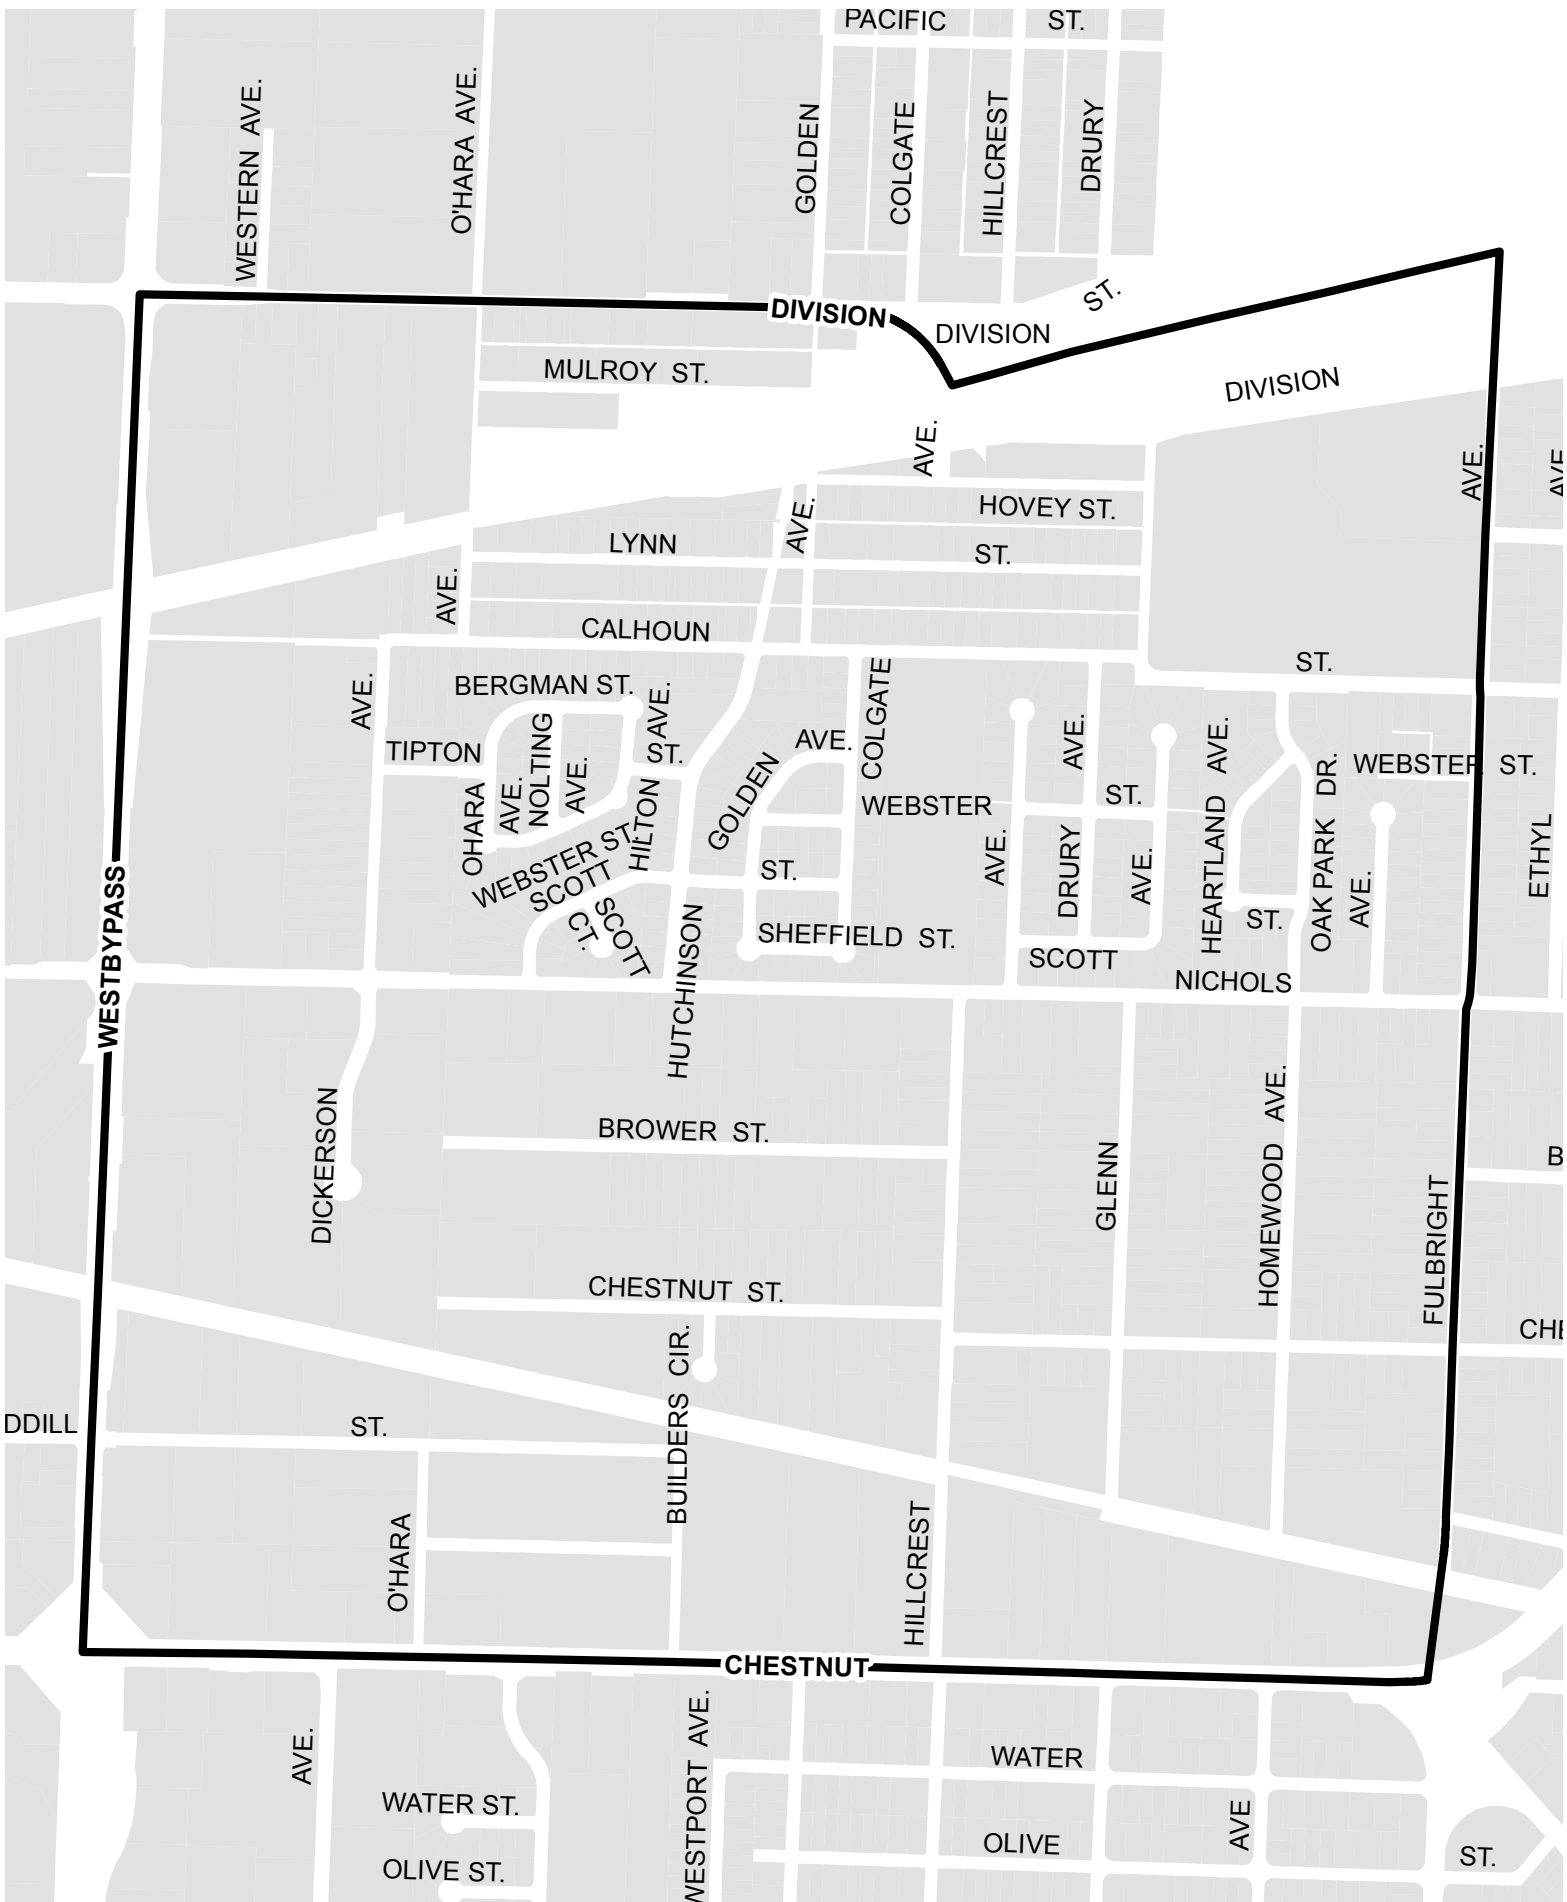 PACIFIC ST.
WESTERN AVE.
O'HARA AVE.
GOLDEN
COLGATE
HILLCREST
DRURY
ST.
DIVISION
DIVISION
MULROY ST.
DIVISION
AVE.
AVE.
AVE
HOVEY ST.
AVE.
LYNN
ST.
AVE.
CALHOUN
ST.
BERGMAN ST.
AVE.
AVE.
COLGATE
AVE.
TIPTON
ST.
NOLTING
AVE.
AVE.
OHARA
HILTON
GOLDEN
AVE.
WEBSTER
ST.
AVE.
DR.
WEBSTER ST.
WEBSTER ST.
SCOTT
SCOTT
CT.
ST.
SHEFFIELD ST.
AVE.
DRURY
AVE.
HEARTLAND
ST.
OAK PARK
AVE.
ETHYL
SCOTT
NICHOLS
WESTBYPASS
HUTCHINSON
DICKERSON
BROWER ST.
GLENN
HOMEWOOD AVE.
FULBRIGHT
B
CHESTNUT ST.
CHE
BUILDERS CIR.
DDILL
ST.
O'HARA
HILLCREST
CHESTNUT
AVE.
WESTPORT AVE.
WATER
WATER ST.
AVE
OLIVE
OLIVE ST.
ST.